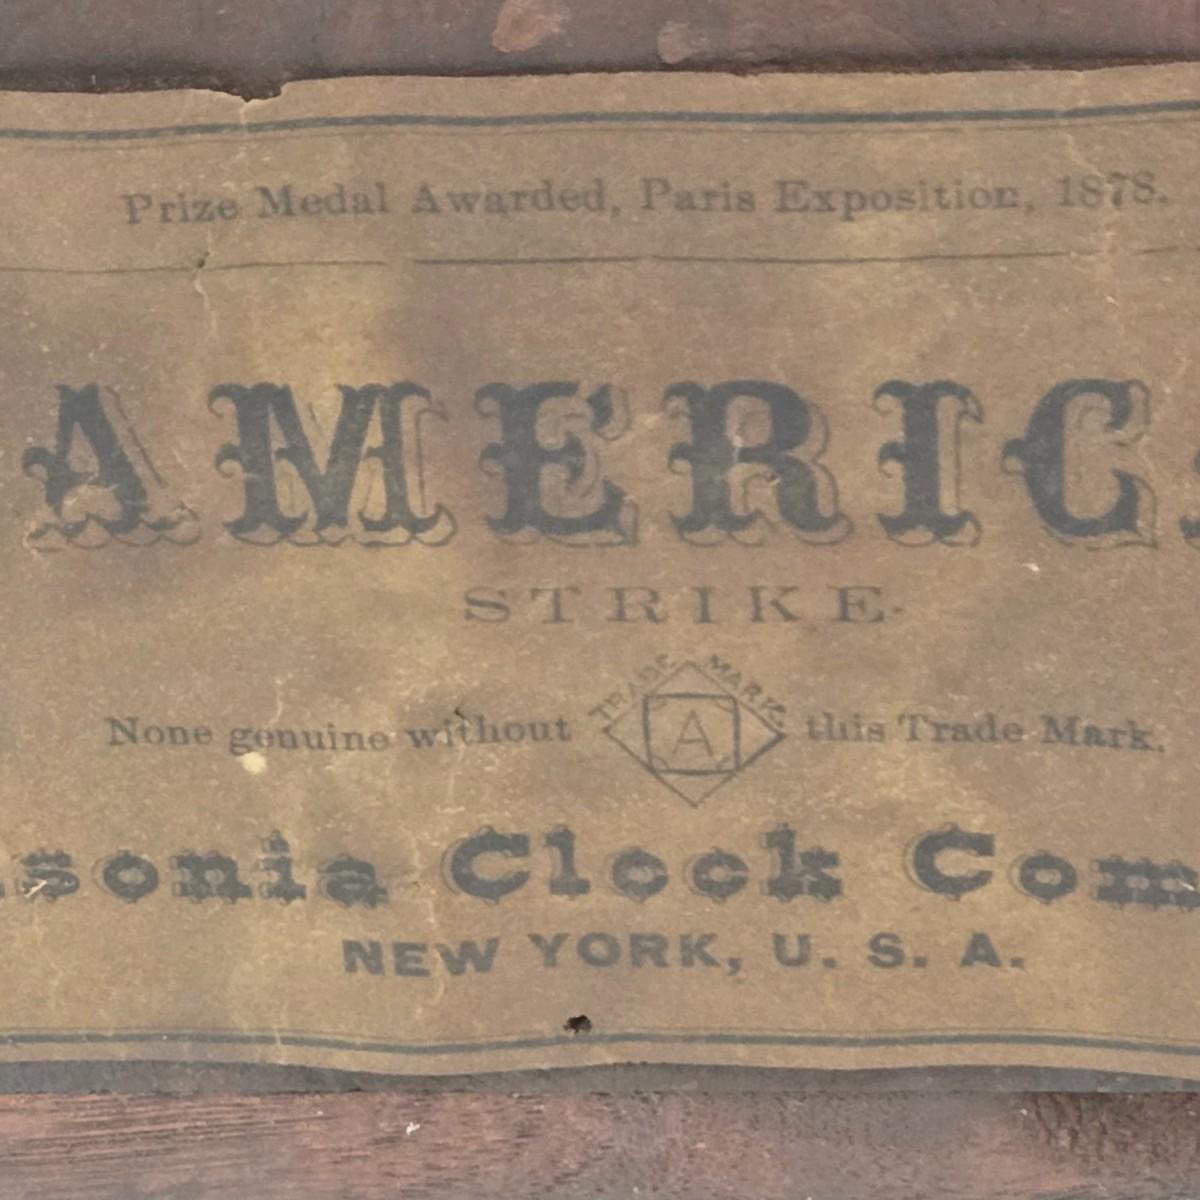 Prize Medal Awarded, Paris Exposition, 1878.
AMERIC
STRIKE.
TRADE MARK.
None genuine without A this Trade Mark.
sonia Clock Com
NEW YORK, U. S. A.